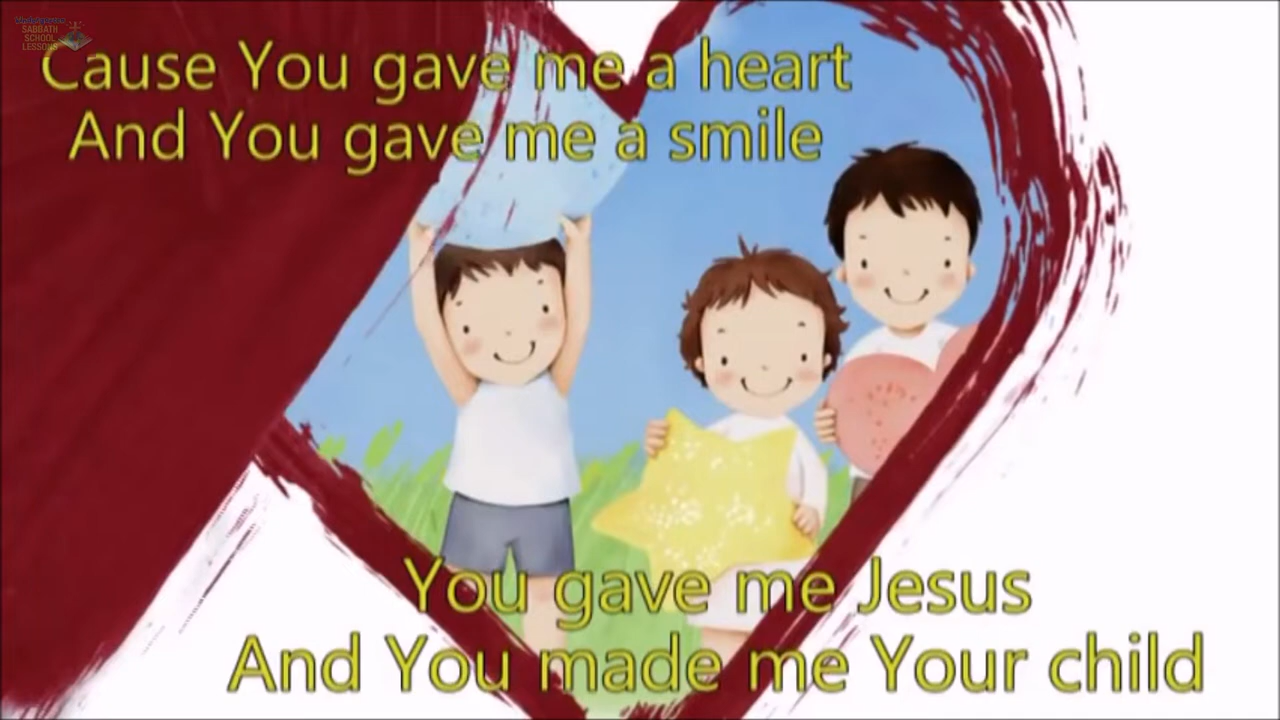 Kindergarten
SABBATH
SCHOOL
LESSONS
Cause You gave me a heart
And You gave me a smile
You gave me Jesus
And You made me Your child